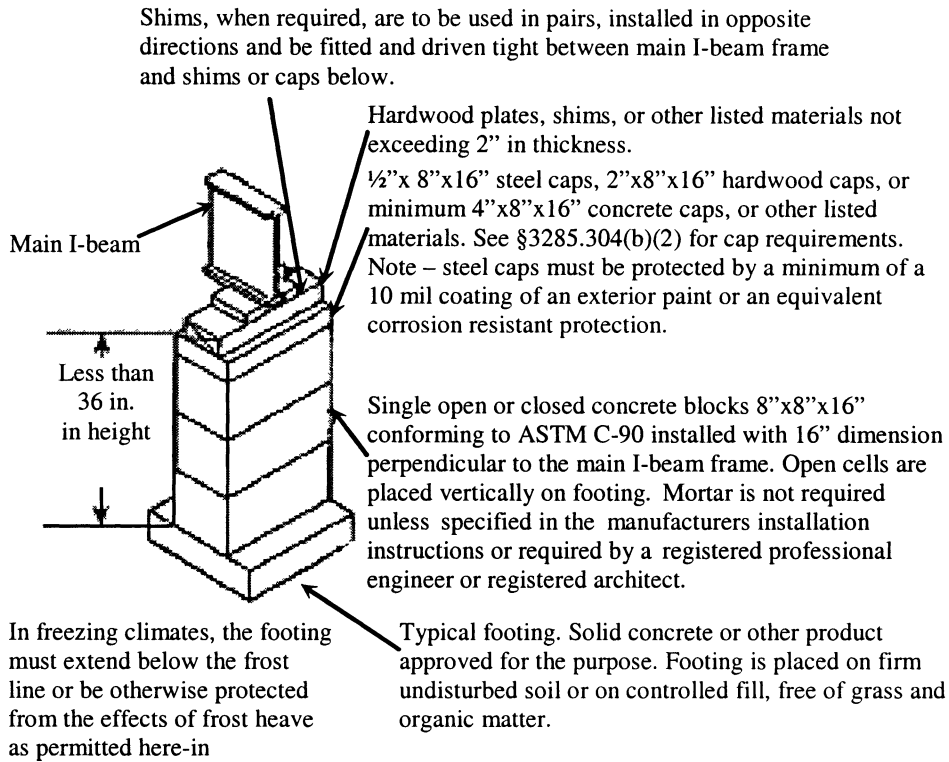 Shims, when required, are to be used in pairs, installed in opposite
directions and be fitted and driven tight between main I-beam frame
and shims or caps below.
Hardwood plates, shims, or other listed materials not
exceeding 2” in thickness.
½”x 8”x16” steel caps, 2”x8”x16” hardwood caps, or
minimum 4”x8”x16” concrete caps, or other listed
materials. See §3285.304(b)(2) for cap requirements.
Note – steel caps must be protected by a minimum of a
10 mil coating of an exterior paint or an equivalent
corrosion resistant protection.
Main I-beam
Less than
36 in.
in height
Single open or closed concrete blocks 8”x8”x16”
conforming to ASTM C-90 installed with 16” dimension
perpendicular to the main I-beam frame. Open cells are
placed vertically on footing. Mortar is not required
unless specified in the manufacturers installation
instructions or required by a registered professional
engineer or registered architect.
In freezing climates, the footing
must extend below the frost
line or be otherwise protected
from the effects of frost heave
as permitted here-in
Typical footing. Solid concrete or other product
approved for the purpose. Footing is placed on firm
undisturbed soil or on controlled fill, free of grass and
organic matter.